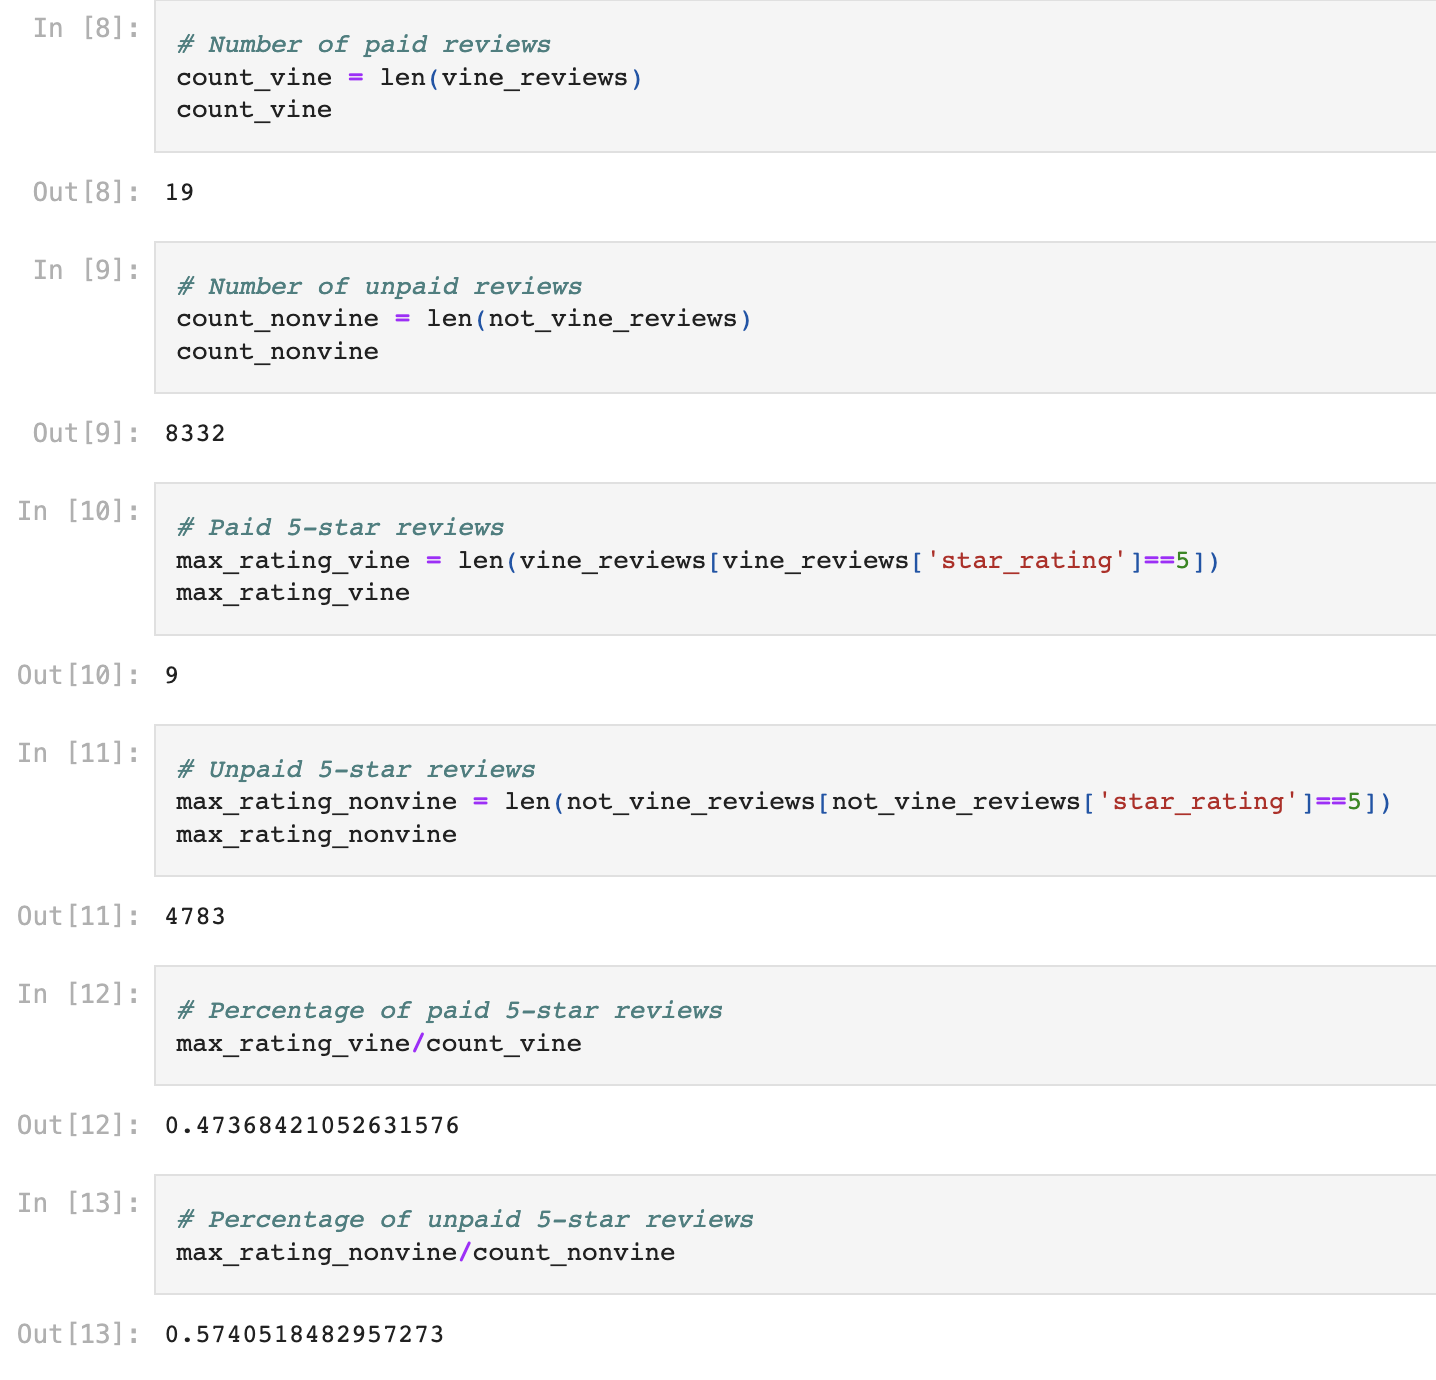 In [8]:
# Number of paid reviews
count_vine = len(vine_reviews)
count_vine
Out[8]: 19
In [9]:
# Number of unpaid reviews
count_nonvine = len(not_vine_reviews)
count_nonvine
Out[9]: 8332
In [10]:
# Paid 5-star reviews
max_rating_vine = len(vine_reviews[vine_reviews['star_rating']==5])
max_rating_vine
Out[10]: 9
In [11]:
# Unpaid 5-star reviews
max_rating_nonvine = len(not_vine_reviews[not_vine_reviews['star_rating']==5])
max_rating_nonvine
Out[11]: 4783
In [12]:
# Percentage of paid 5-star reviews
max_rating_vine/count_vine
Out[12]: 0.47368421052631576
In [13]:
# Percentage of unpaid 5-star reviews
max_rating_nonvine/count_nonvine
Out[13]: 0.5740518482957273